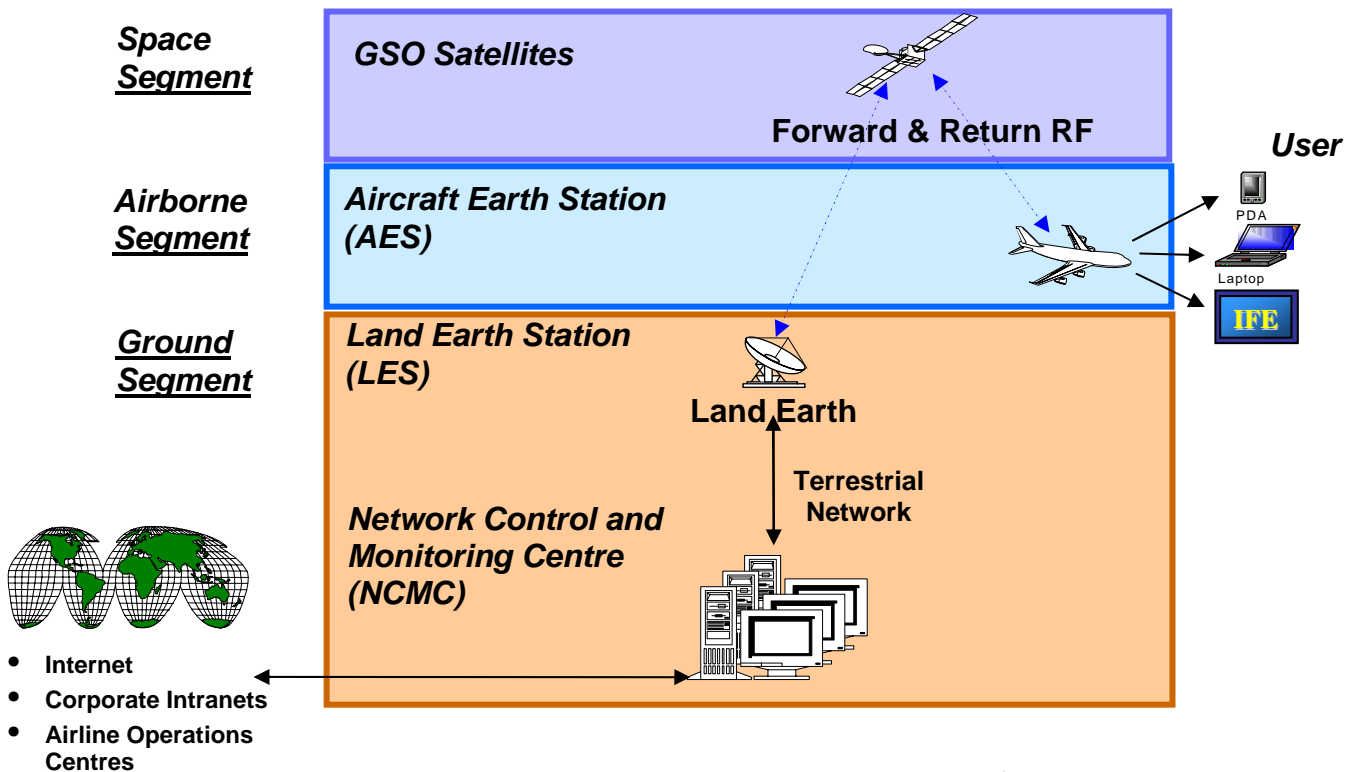 Space
Segment
GSO Satellites
Forward & Return RF
User
Airborne
Segment
Aircraft Earth Station
(AES)
PDA
Laptop
IFE
Ground
Segment
Land Earth Station
(LES)
Land Earth
Terrestrial
Network
Network Control and
Monitoring Centre
(NCMC)
• Internet
• Corporate Intranets
• Airline Operations
Centres